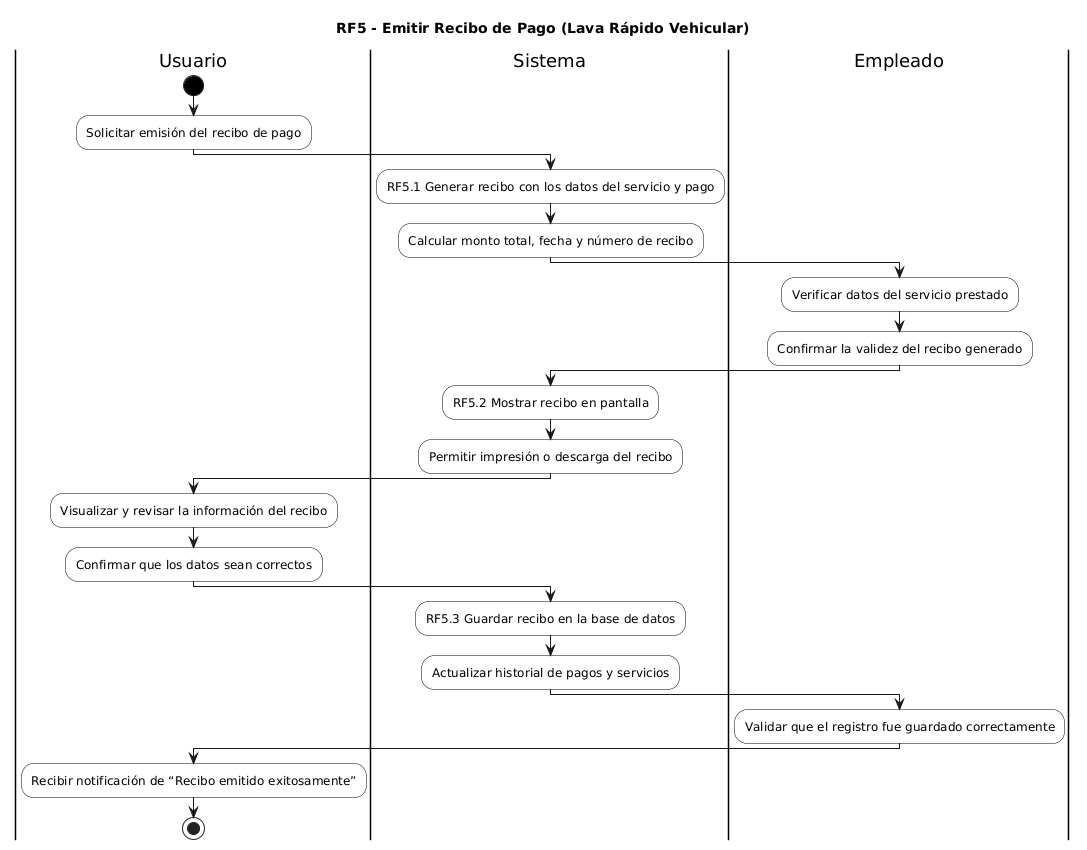 RF5 - Emitir Recibo de Pago (Lava Rápido Vehicular)
Usuario
Sistema
Empleado
Solicitar emisión del recibo de pago
RF5.1 Generar recibo con los datos del servicio y pago
Calcular monto total, fecha y número de recibo
Verificar datos del servicio prestado
Confirmar la validez del recibo generado
RF5.2 Mostrar recibo en pantalla
Permitir impresión o descarga del recibo
Visualizar y revisar la información del recibo
Confirmar que los datos sean correctos
RF5.3 Guardar recibo en la base de datos
Actualizar historial de pagos y servicios
Validar que el registro fue guardado correctamente
Recibir notificación de “Recibo emitido exitosamente”